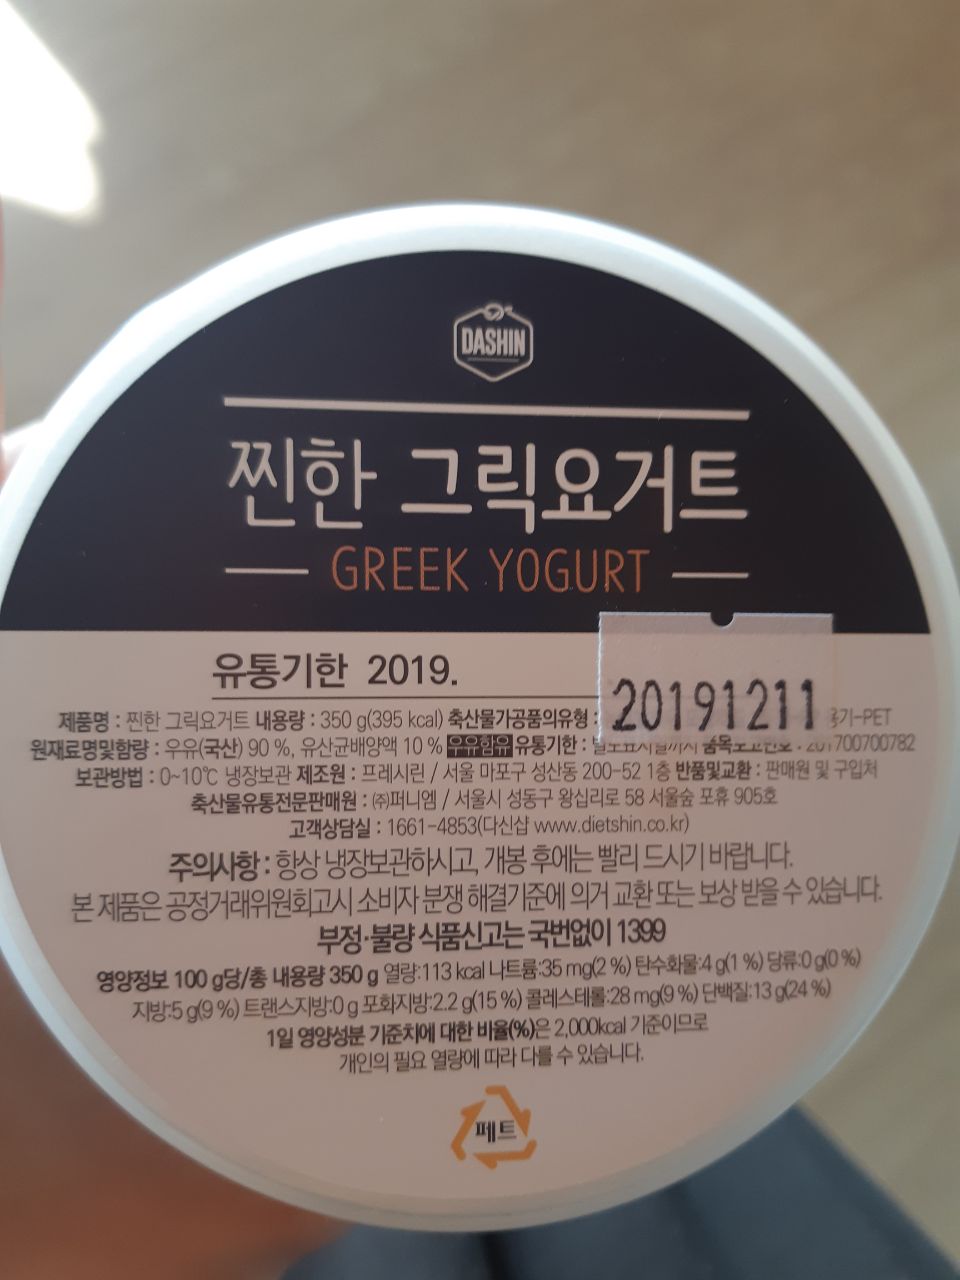 DASHIN
찐한 그릭요거트
GREEK YOGURT
유통기한 2019.
20191211
제품명 : 찐한 그릭요거트 내용량 : 350 g(395 kcal) 축산물가공품의유형 : 용기-PET
원재료명및함량 : 우유(국산) 90 %, 유산균배양액 10 % 우유함유 유통기한 : 별도표시일까지 품목보고번호 : 201700700782
보관방법 : 0~10℃ 냉장보관 제조원 : 프레시린 / 서울 마포구 성산동 200-52 1층 반품및교환 : 판매원 및 구입처
축산물유통전문판매원 : ㈜퍼니엠 / 서울시 성동구 왕십리로 58 서울숲 포휴 905호
고객상담실 : 1661-4853(다신샵 www.dietshin.co.kr)
주의사항 : 항상 냉장보관하시고, 개봉 후에는 빨리 드시기 바랍니다.
본 제품은 공정거래위원회고시 소비자 분쟁 해결기준에 의거 교환 또는 보상 받을 수 있습니다.
부정·불량 식품신고는 국번없이 1399
영양정보 100 g당/총 내용량 350 g 열량:113 kcal 나트륨:35 mg(2 %) 탄수화물:4 g(1 %) 당류:0 g(0 %)
지방:5 g(9 %) 트랜스지방:0 g 포화지방:2.2 g(15 %) 콜레스테롤:28 mg(9 %) 단백질:13 g(24 %)
1일 영양성분 기준치에 대한 비율(%)은 2,000kcal 기준이므로
개인의 필요 열량에 따라 다를 수 있습니다.
페트